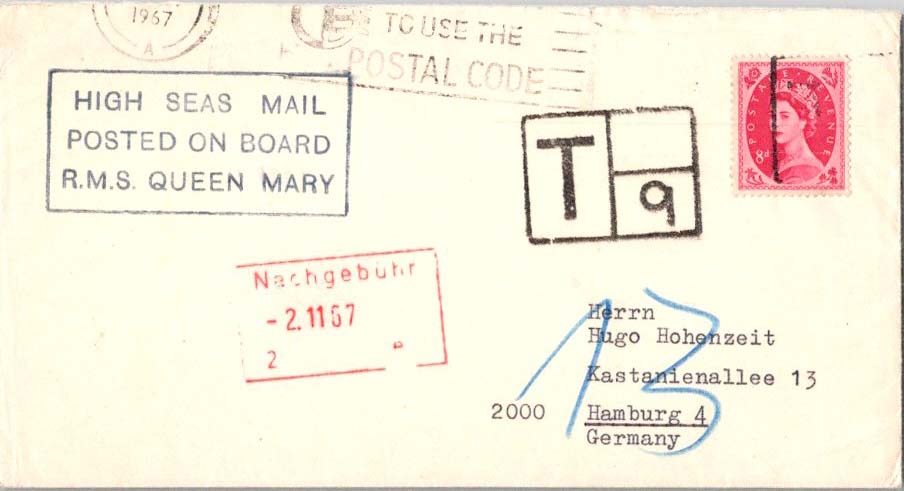 1967
A
TO USE THE
POSTAL CODE
HIGH SEAS MAIL
POSTED ON BOARD
R.M.S. QUEEN MARY
POSTAGE REVENUE
8d
T
9
Nachgebühr
-2.11 67
2
13
Herrn
Hugo Hohenzeit
Kastanienallee 13
2000 Hamburg 4
Germany